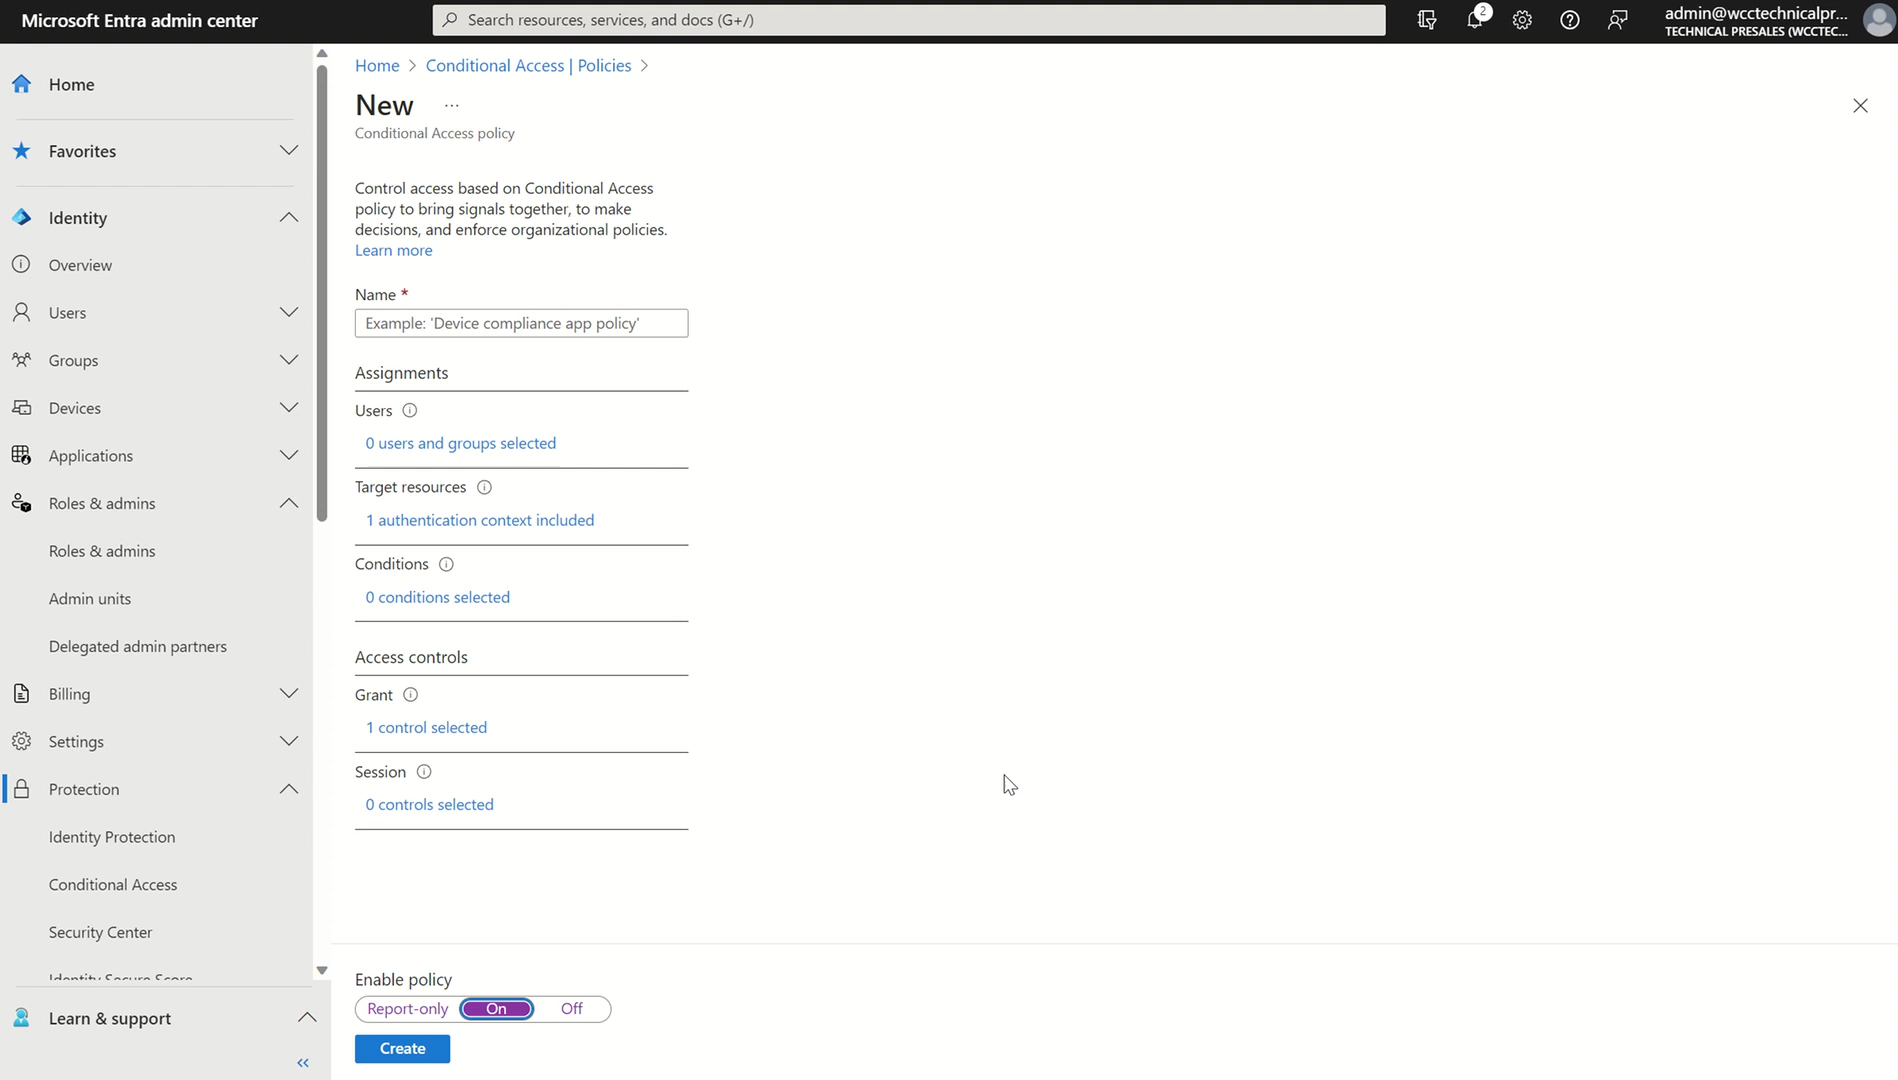 Microsoft Entra admin center
Search resources, services, and docs (G+/)
2
admin@wcctechnicalpr...
TECHNICAL PRESALES (WCCTEC...
Home
Favorites
Identity
Overview
Users
Groups
Devices
Applications
Roles & admins
Roles & admins
Admin units
Delegated admin partners
Billing
Settings
Protection
Identity Protection
Conditional Access
Security Center
Identity Secure Score
Learn & support
Home > Conditional Access | Policies >
New ...
Conditional Access policy
Control access based on Conditional Access
policy to bring signals together, to make
decisions, and enforce organizational policies.
Learn more
Name *
Example: 'Device compliance app policy'
Assignments
Users
0 users and groups selected
Target resources
1 authentication context included
Conditions
0 conditions selected
Access controls
Grant
1 control selected
Session
0 controls selected
Enable policy
Report-only On Off
Create